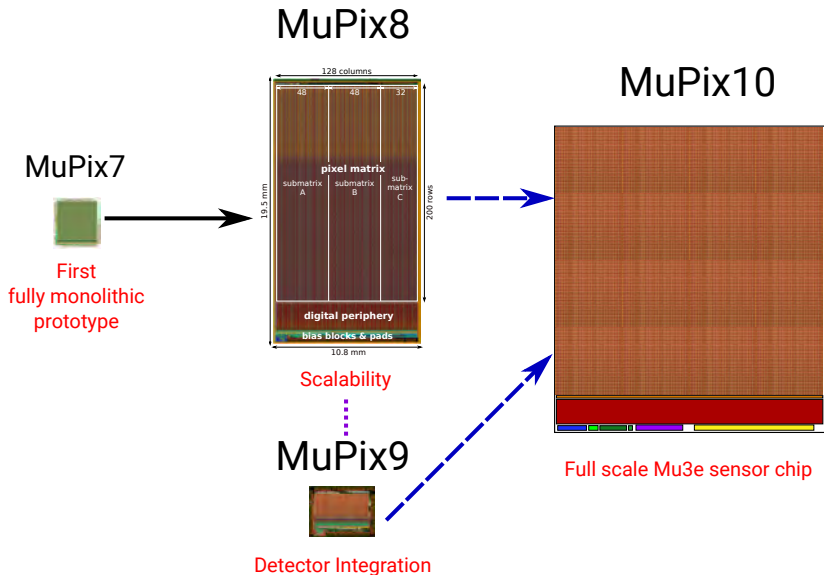 MuPix8
128 columns
48
48
32
pixel matrix
submatrix
A
submatrix
B
sub-
matrix
C
19.5 mm
200 rows
digital periphery
bias blocks & pads
10.8 mm
Scalability
MuPix7
First
fully monolithic
prototype
MuPix9
Detector Integration
MuPix10
Full scale Mu3e sensor chip